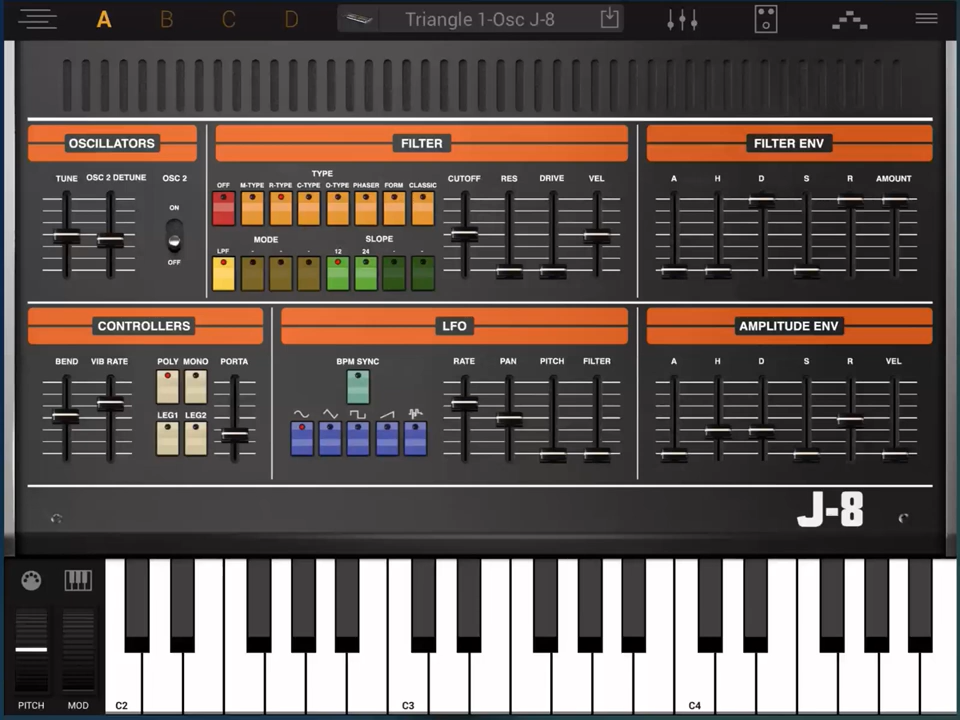 A B C D Triangle 1-Osc J-8
OSCILLATORS FILTER FILTER ENV
TUNE OSC 2 DETUNE OSC 2
ON
OFF
TYPE
OFF M-TYPE R-TYPE C-TYPE O-TYPE PHASER FORM CLASSIC
MODE SLOPE
LPF - - - 12 24 - -
CUTOFF RES DRIVE VEL
A H D S R AMOUNT
CONTROLLERS LFO AMPLITUDE ENV
BEND VIB RATE POLY MONO PORTA
LEG1 LEG2
BPM SYNC
RATE PAN PITCH FILTER
A H D S R VEL
J-8
PITCH MOD
C2 C3 C4